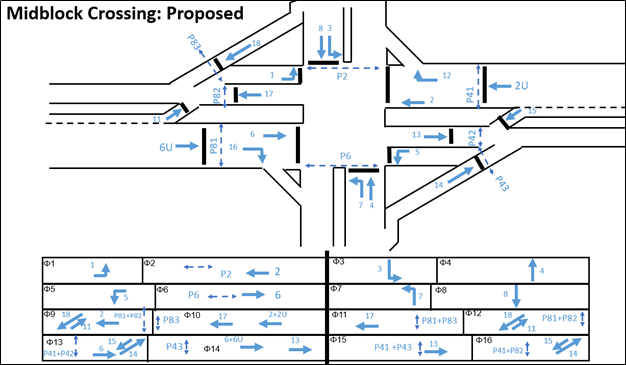 Midblock Crossing: Proposed
8 3
P83
18
1
P2
12
P82
17
2
P41
2U
11
15
6U
P81
6
16
13
P42
P6
5
14
P43
7
4
Φ1 1
Φ2 P2 2
Φ3 3
Φ4 4
Φ5 5
Φ6 P6 6
Φ7 7
Φ8 8
Φ9 18 11 2 P81+P82
P83 Φ10 17 2+2U
Φ11 17 P81+P83
Φ12 18 11 P81+P82
Φ13 P41+P42 6 15 14
P43 Φ14 6+6U 13
Φ15 P41 +P43 13
Φ16 P41+P82 15 14